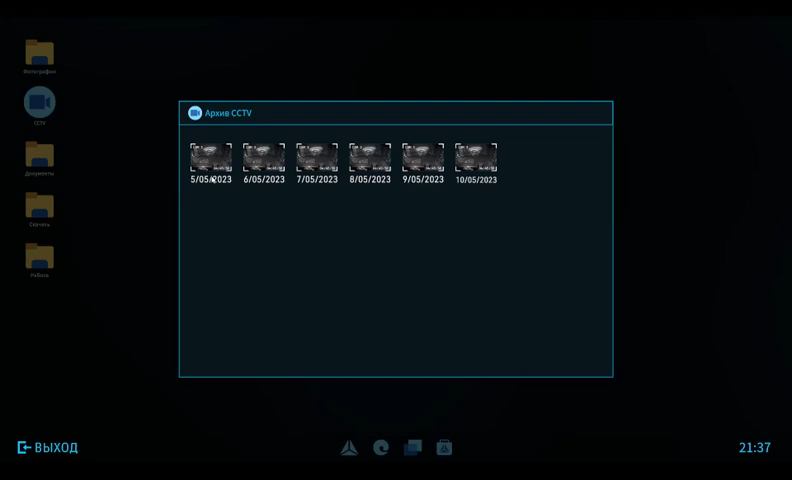 Фотографии
CCTV
Документы
Скачать
Работа
Архив CCTV
5/05/2023 6/05/2023 7/05/2023 8/05/2023 9/05/2023 10/05/2023
ВЫХОД
21:37